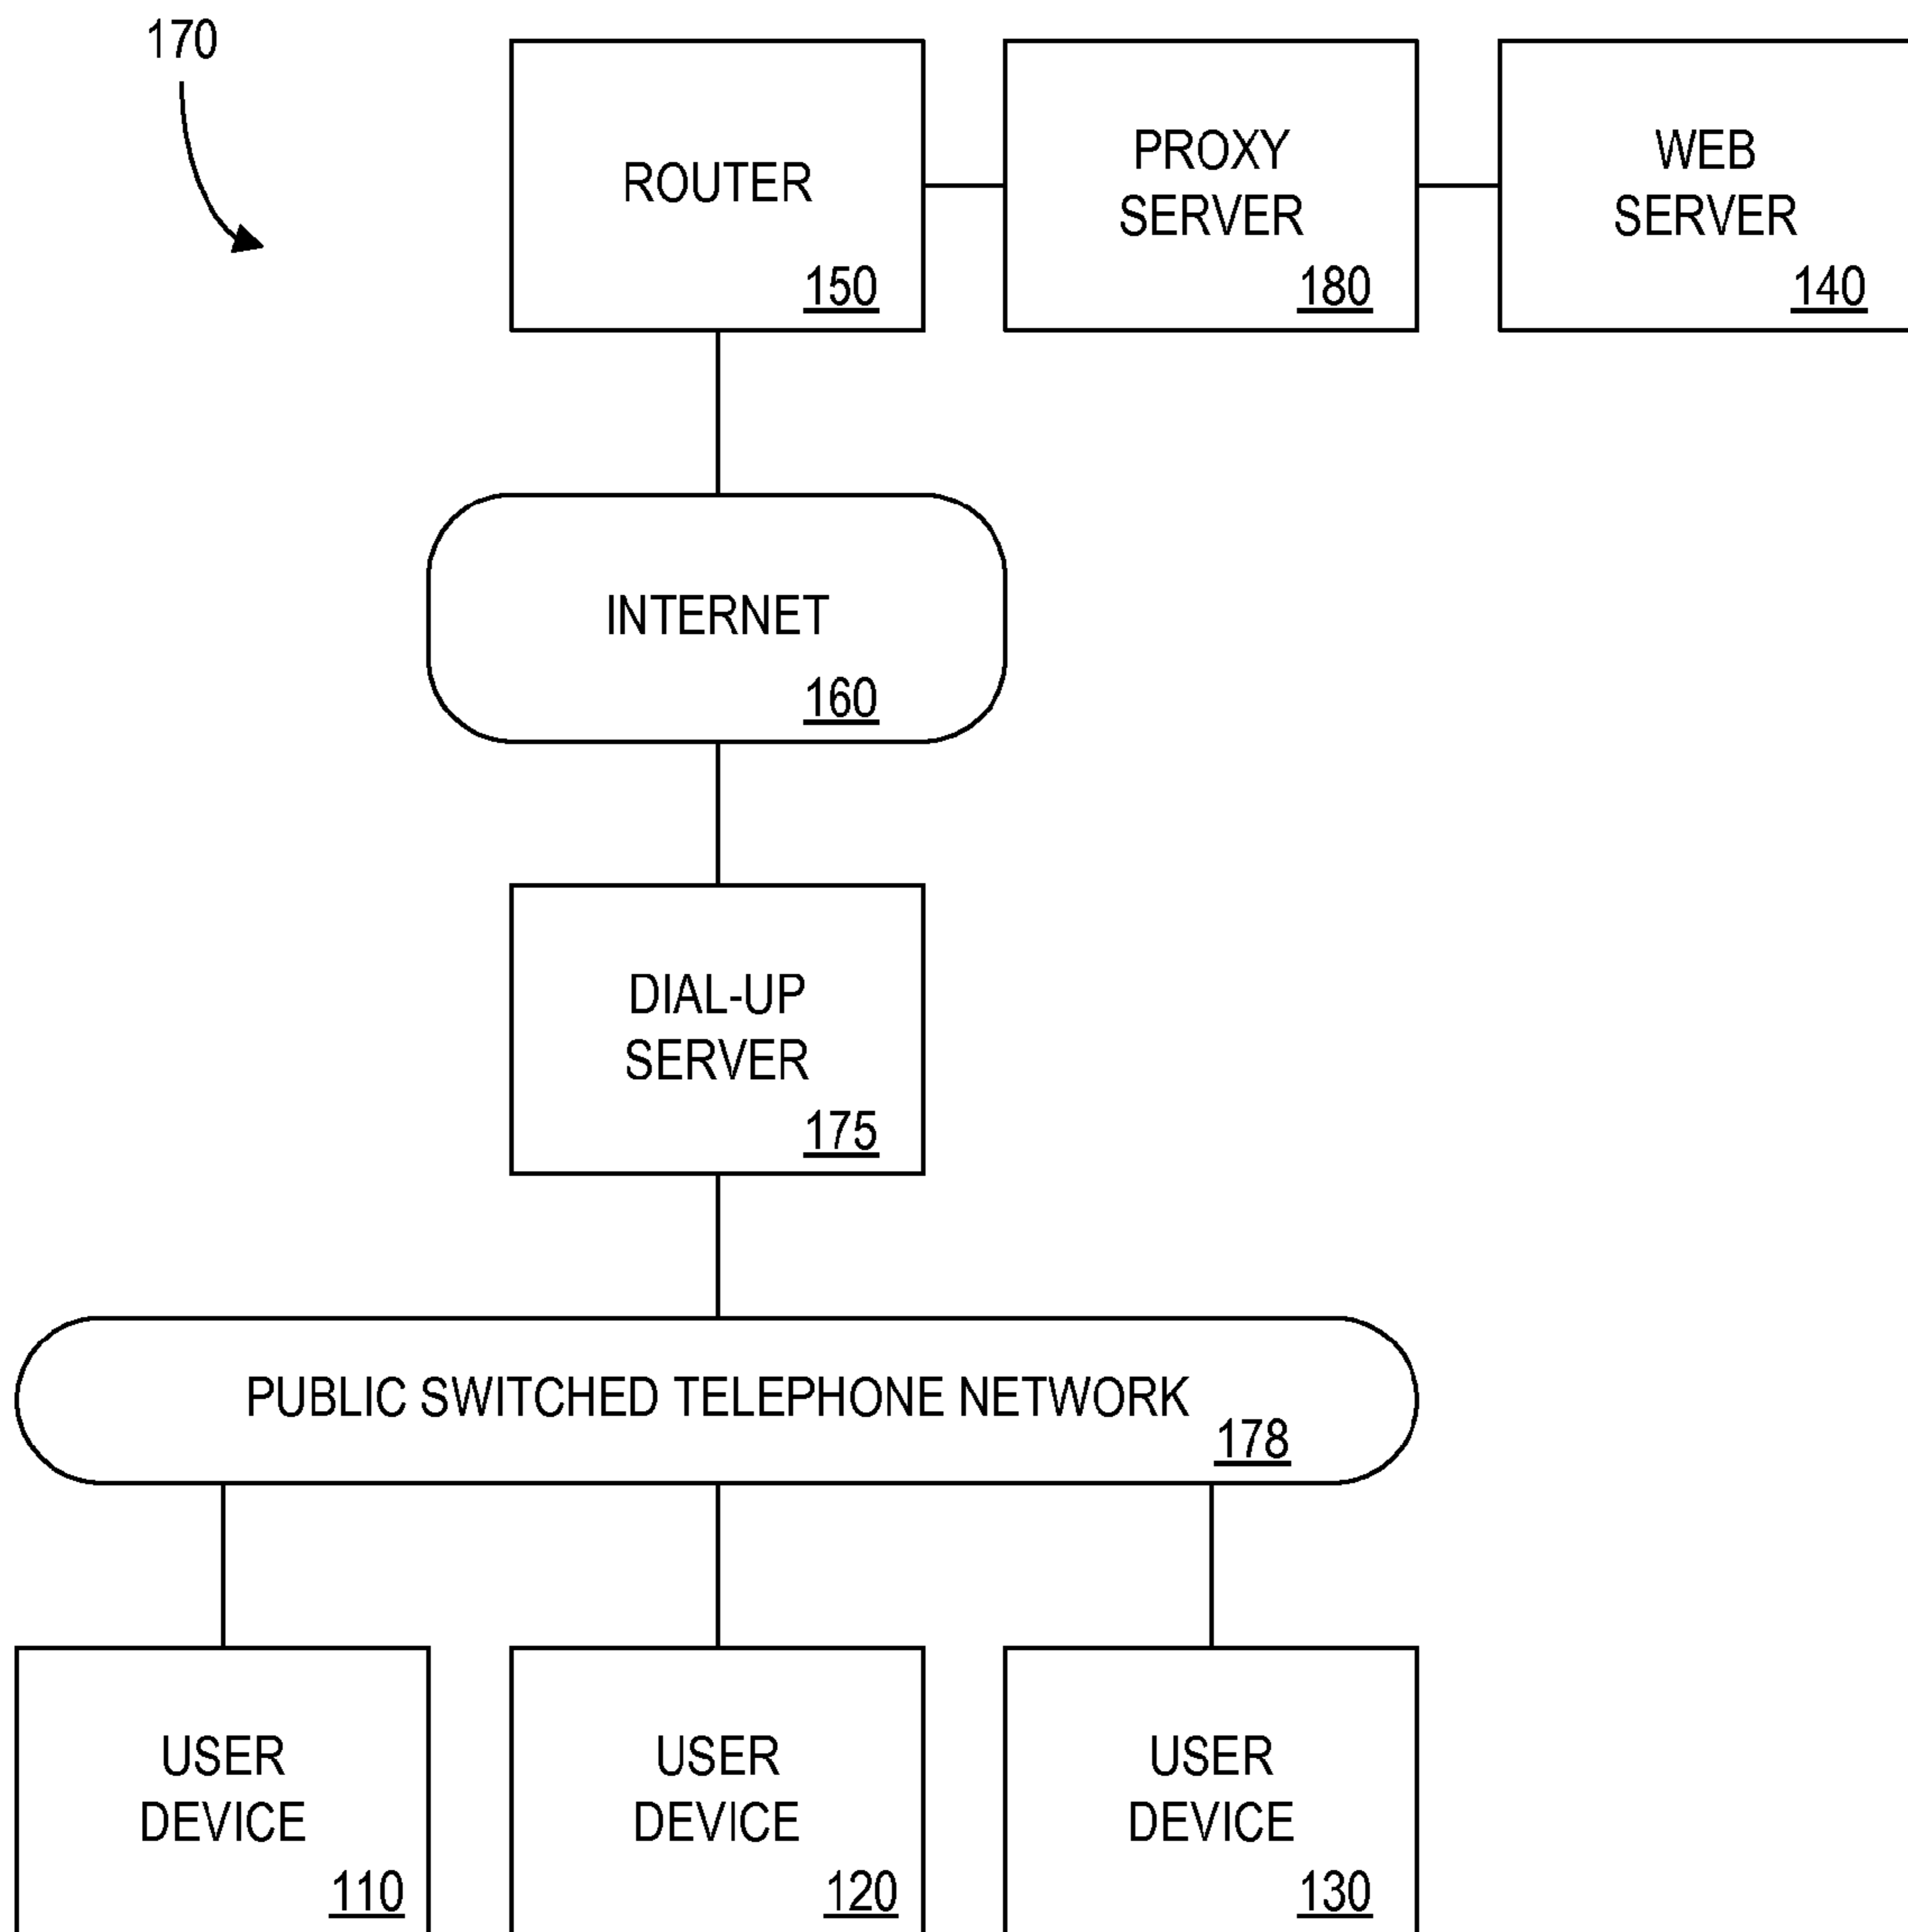 170
ROUTER
150
PROXY
SERVER
180
WEB
SERVER
140
INTERNET
160
DIAL-UP
SERVER
175
PUBLIC SWITCHED TELEPHONE NETWORK
178
USER
DEVICE
110
USER
DEVICE
120
USER
DEVICE
130